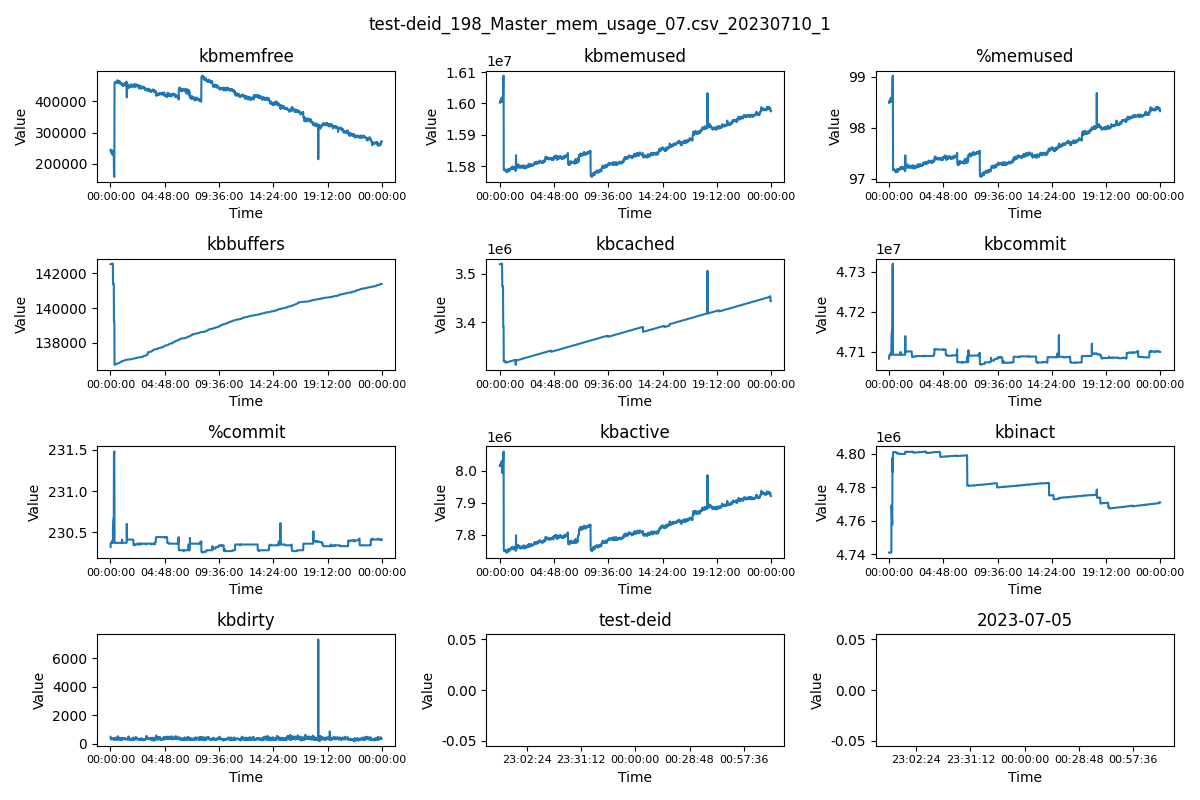 test-deid_198_Master_mem_usage_07.csv_20230710_1
kbmemfree
Value
400000
300000
200000
00:00:00 04:48:00 09:36:00 14:24:00 19:12:00 00:00:00
Time
kbmemused
1e7
Value
1.61
1.60
1.59
1.58
00:00:00 04:48:00 09:36:00 14:24:00 19:12:00 00:00:00
Time
%memused
Value
99
98
97
00:00:00 04:48:00 09:36:00 14:24:00 19:12:00 00:00:00
Time
kbbuffers
Value
142000
140000
138000
00:00:00 04:48:00 09:36:00 14:24:00 19:12:00 00:00:00
Time
kbcached
1e6
Value
3.5
3.4
00:00:00 04:48:00 09:36:00 14:24:00 19:12:00 00:00:00
Time
kbcommit
1e7
Value
4.73
4.72
4.71
00:00:00 04:48:00 09:36:00 14:24:00 19:12:00 00:00:00
Time
%commit
Value
231.5
231.0
230.5
00:00:00 04:48:00 09:36:00 14:24:00 19:12:00 00:00:00
Time
kbactive
1e6
Value
8.0
7.9
7.8
00:00:00 04:48:00 09:36:00 14:24:00 19:12:00 00:00:00
Time
kbinact
1e6
Value
4.80
4.78
4.76
4.74
00:00:00 04:48:00 09:36:00 14:24:00 19:12:00 00:00:00
Time
kbdirty
Value
6000
4000
2000
0
00:00:00 04:48:00 09:36:00 14:24:00 19:12:00 00:00:00
Time
test-deid
Value
0.05
0.00
-0.05
23:02:24 23:31:12 00:00:00 00:28:48 00:57:36
Time
2023-07-05
Value
0.05
0.00
-0.05
23:02:24 23:31:12 00:00:00 00:28:48 00:57:36
Time